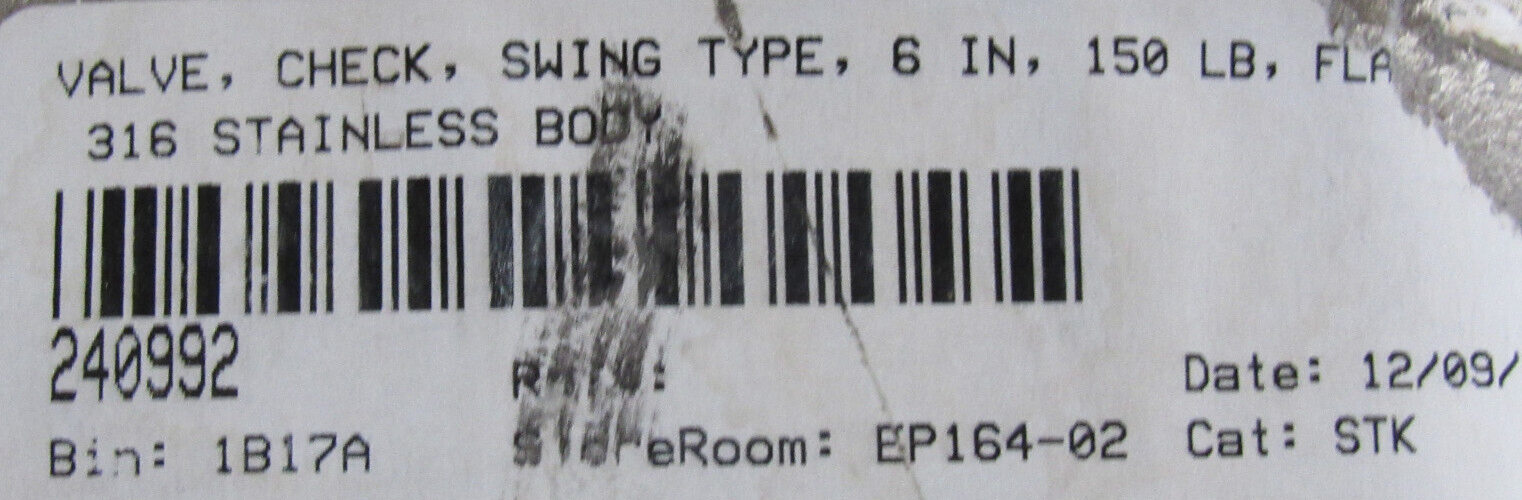 VALVE, CHECK, SWING TYPE, 6 IN, 150 LB, FLA
316 STAINLESS BODY
240992
Date: 12/09/
Bin: 1B17A StoreRoom: EP164-02 Cat: STK